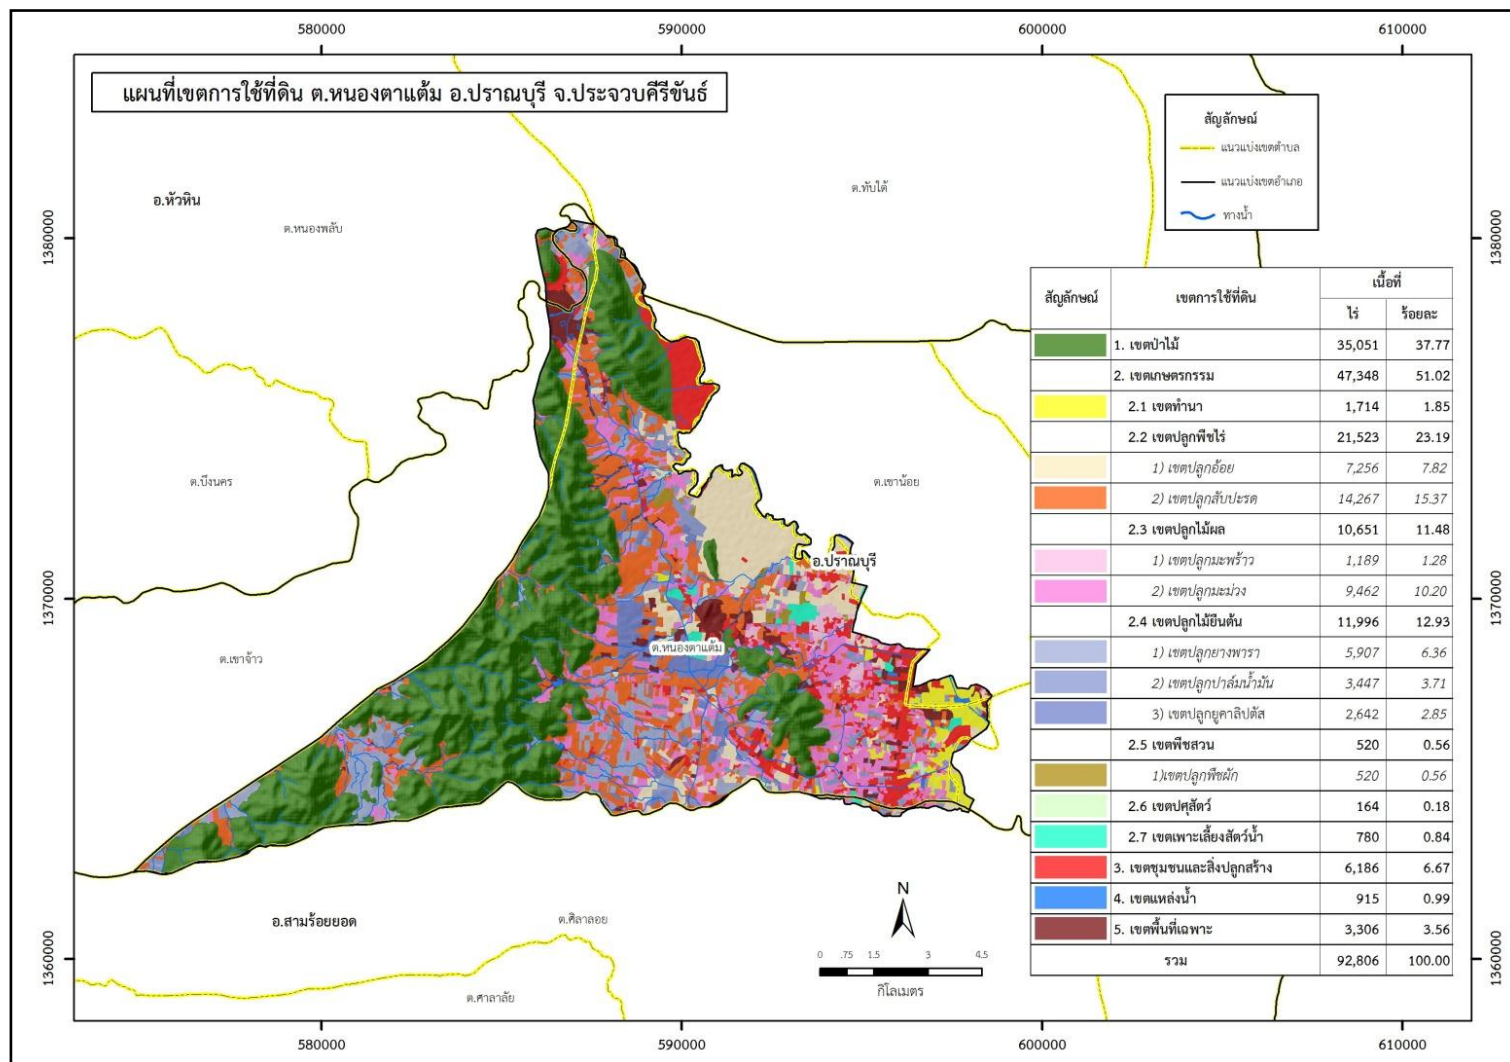 580000 590000 600000 610000
แผนที่เขตการใช้ที่ดิน ต.หนองตาแต้ม อ.ปราณบุรี จ.ประจวบคีรีขันธ์
สัญลักษณ์
แนวแบ่งเขตตำบล
แนวแบ่งเขตอำเภอ
ทางน้ำ
อ.หัวหิน
ต.หนองพลับ
ต.ทับใต้
1380000
1380000
ต.บึงนคร
ต.เขาน้อย
อ.ปราณบุรี
1370000
1370000
ต.เขาจ้าว
ต.หนองตาแต้ม
สัญลักษณ์ เขตการใช้ที่ดิน เนื้อที่
ไร่ ร้อยละ
1. เขตป่าไม้ 35,051 37.77
2. เขตเกษตรกรรม 47,348 51.02
2.1 เขตทำนา 1,714 1.85
2.2 เขตปลูกพืชไร่ 21,523 23.19
1) เขตปลูกอ้อย 7,256 7.82
2) เขตปลูกสับปะรด 14,267 15.37
2.3 เขตปลูกไม้ผล 10,651 11.48
1) เขตปลูกมะพร้าว 1,189 1.28
2) เขตปลูกมะม่วง 9,462 10.20
2.4 เขตปลูกไม้ยืนต้น 11,996 12.93
1) เขตปลูกยางพารา 5,907 6.36
2) เขตปลูกปาล์มน้ำมัน 3,447 3.71
3) เขตปลูกยูคาลิปตัส 2,642 2.85
2.5 เขตพืชสวน 520 0.56
1)เขตปลูกพืชผัก 520 0.56
2.6 เขตปศุสัตว์ 164 0.18
2.7 เขตเพาะเลี้ยงสัตว์น้ำ 780 0.84
3. เขตชุมชนและสิ่งปลูกสร้าง 6,186 6.67
4. เขตแหล่งน้ำ 915 0.99
5. เขตพื้นที่เฉพาะ 3,306 3.56
รวม 92,806 100.00
อ.สามร้อยยอด
ต.ศิลาลอย
N
0 .75 1.5 3 4.5
กิโลเมตร
1360000
1360000
ต.ศาลาลัย
580000 590000 600000 610000